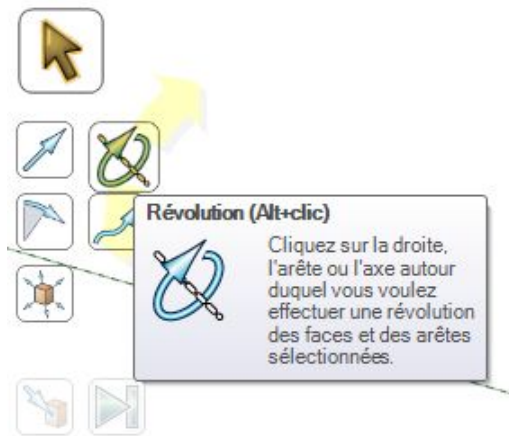 Révolution (Alt+clic)
Cliquez sur la droite,
l'arête ou l'axe autour
duquel vous voulez
effectuer une révolution
des faces et des arêtes
sélectionnées.